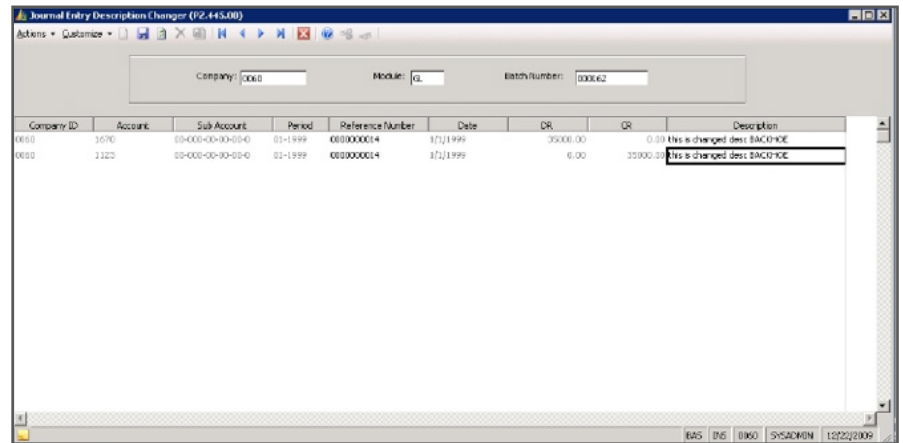 Journal Entry Description Changer (PZ.445.00)
Actions Customize
Company: 0060 Module: GL Batch Number: 000062
Company ID Account Sub Account Period Reference Number Date DR CR Description
0060 1670 00-000-00-00-00-0 01-1999 0000000014 1/1/1999 35000.00 0.00 this is changed desc BACKHOE
0060 1123 00-000-00-00-00-0 01-1999 0000000014 1/1/1999 0.00 35000.00 this is changed desc BACKHOE
BAS INS 0060 SYSADMIN 12/22/2009